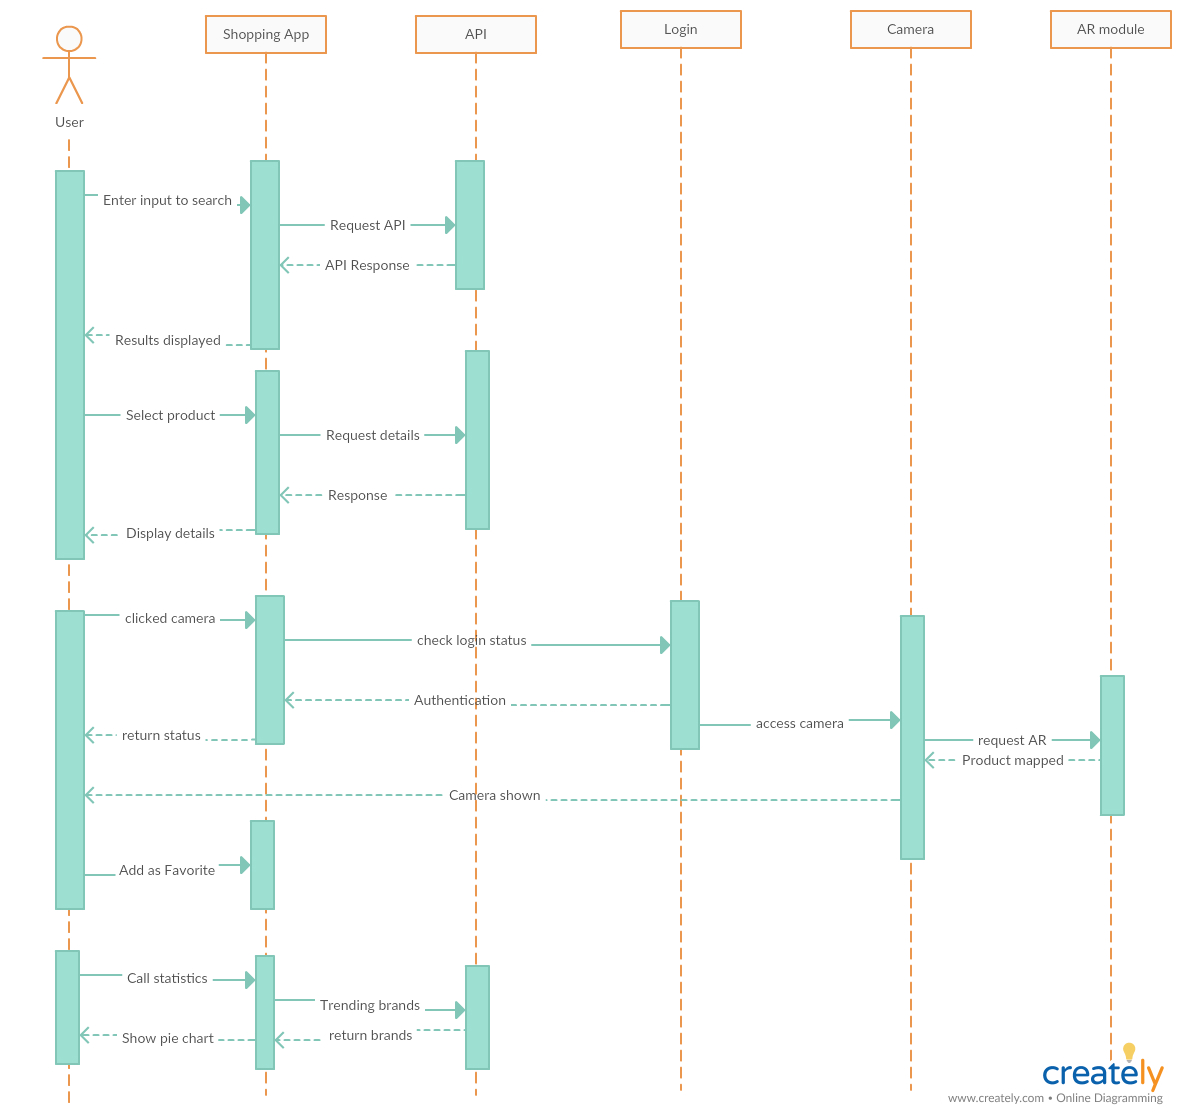 Shopping App
API
Login
Camera
AR module
User
Enter input to search
Request API
API Response
Results displayed
Select product
Request details
Response
Display details
clicked camera
check login status
Authentication
access camera
return status
request AR
Product mapped
Camera shown
Add as Favorite
Call statistics
Trending brands
return brands
Show pie chart
creately
www.creately.com • Online Diagramming